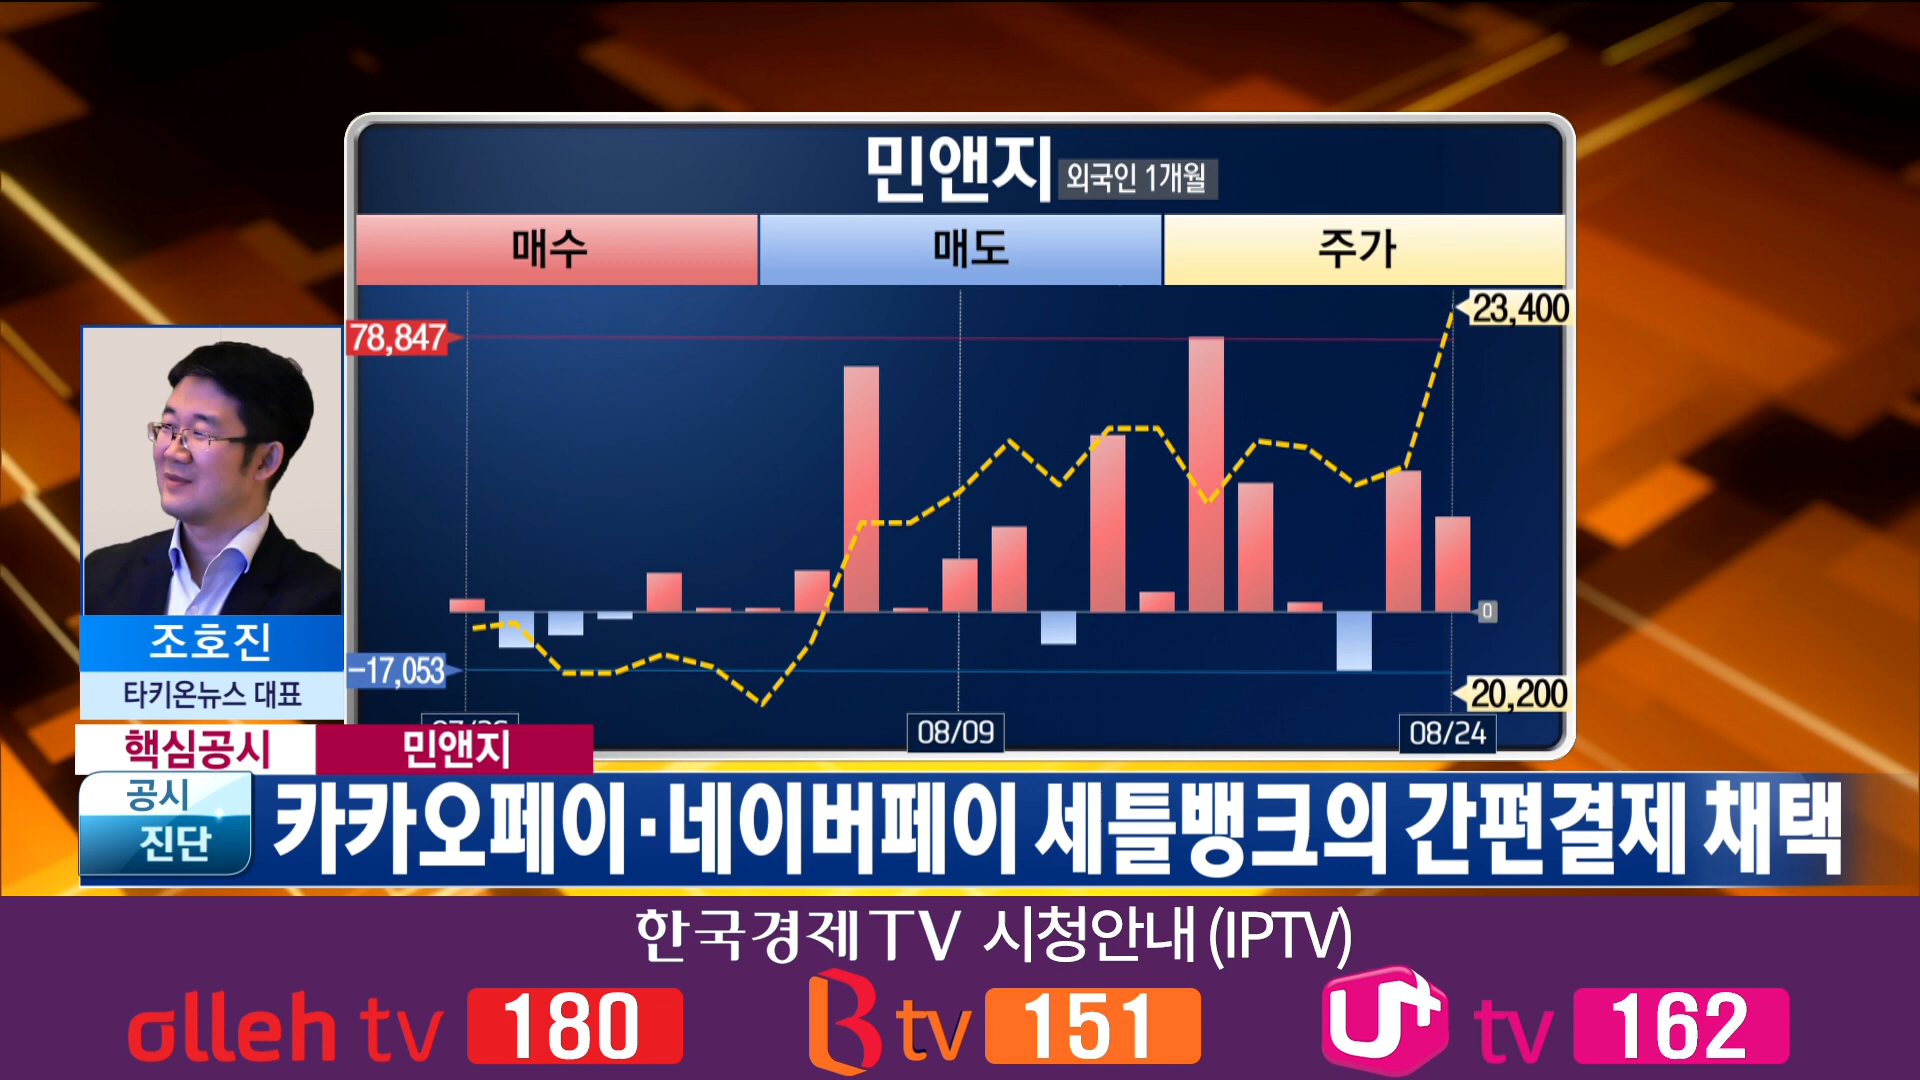 민앤지 외국인 1개월
매수 매도 주가
78,847
23,400
0
-17,053
20,200
08/09 08/24
조호진
타키온뉴스 대표
핵심공시 민앤지
공시
진단
카카오페이·네이버페이 세틀뱅크의 간편결제 채택
한국경제TV 시청안내(IPTV)
olleh tv 180 B tv 151 U+ tv 162